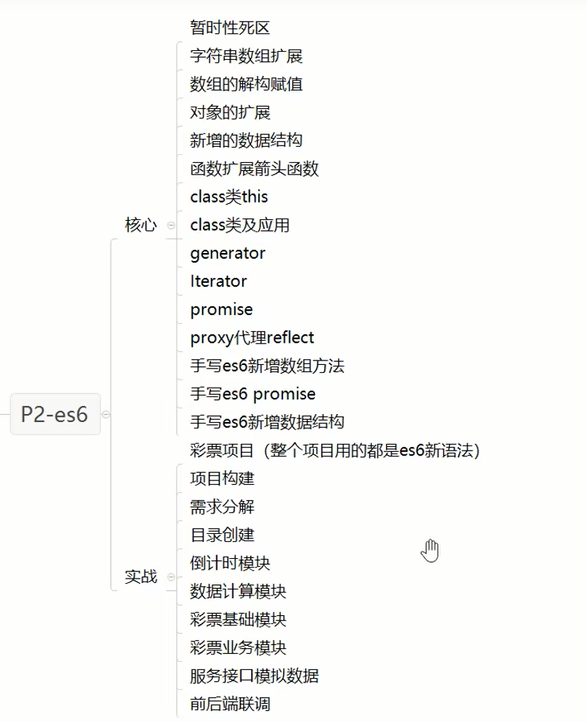 暂时性死区
字符串数组扩展
数组的解构赋值
对象的扩展
新增的数据结构
函数扩展箭头函数
class类this
核心
class类及应用
generator
Iterator
promise
proxy代理reflect
手写es6新增数组方法
手写es6 promise
P2-es6
手写es6新增数据结构
彩票项目（整个项目用的都是es6新语法）
项目构建
需求分解
目录创建
倒计时模块
实战
数据计算模块
彩票基础模块
彩票业务模块
服务接口模拟数据
前后端联调